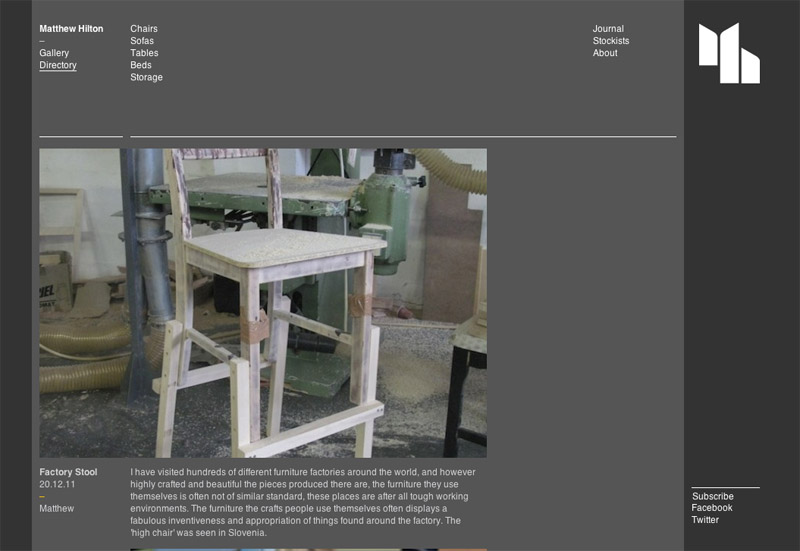 Matthew Hilton
–
Gallery
Directory
Chairs
Sofas
Tables
Beds
Storage
Journal
Stockists
About
Factory Stool
20.12.11
–
Matthew
I have visited hundreds of different furniture factories around the world, and however
highly crafted and beautiful the pieces produced there are, the furniture they use
themselves is often not of similar standard, these places are after all tough working
environments. The furniture the crafts people use themselves often displays a
fabulous inventiveness and appropriation of things found around the factory. The
'high chair' was seen in Slovenia.
Subscribe
Facebook
Twitter